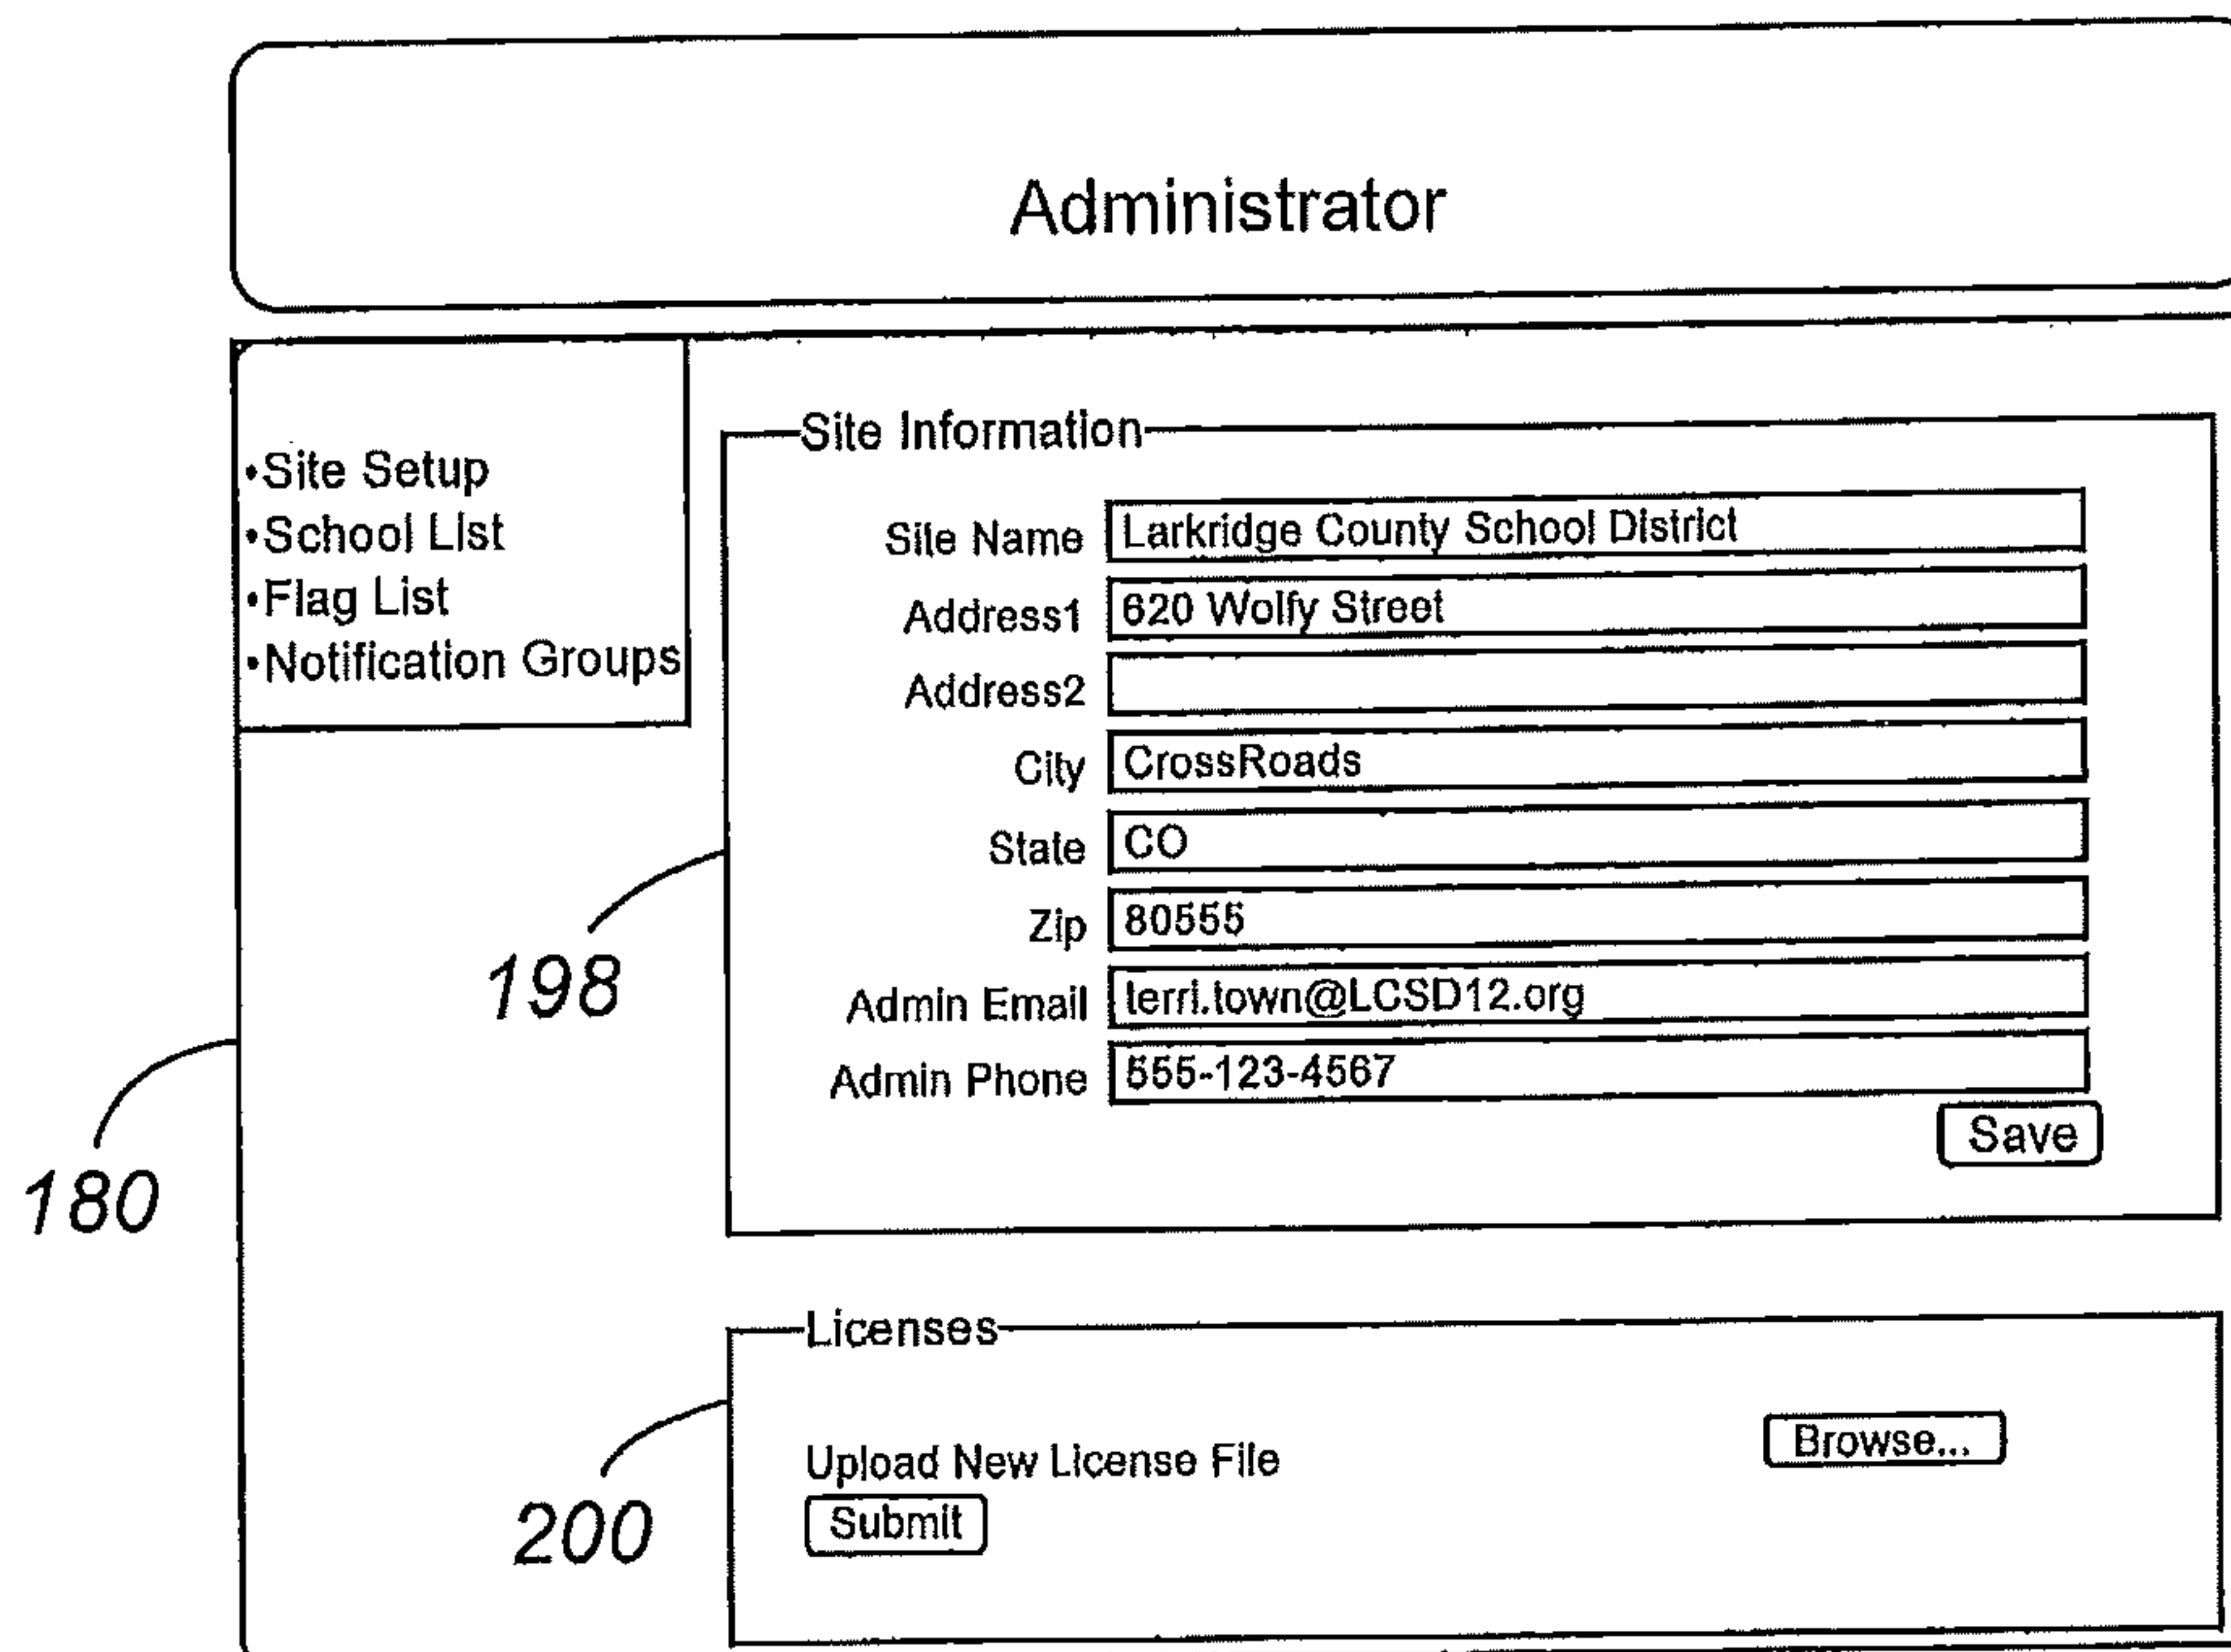 Administrator
•Site Setup
•School List
•Flag List
•Notification Groups
Site Information
Site Name Larkridge County School District
Address1 620 Wolfy Street
Address2
City CrossRoads
State CO
Zip 80555
198
Admin Email terri.town@LCSD12.org
Admin Phone 555-123-4567
Save
180
Licenses
Browse...
Upload New License File
200
Submit